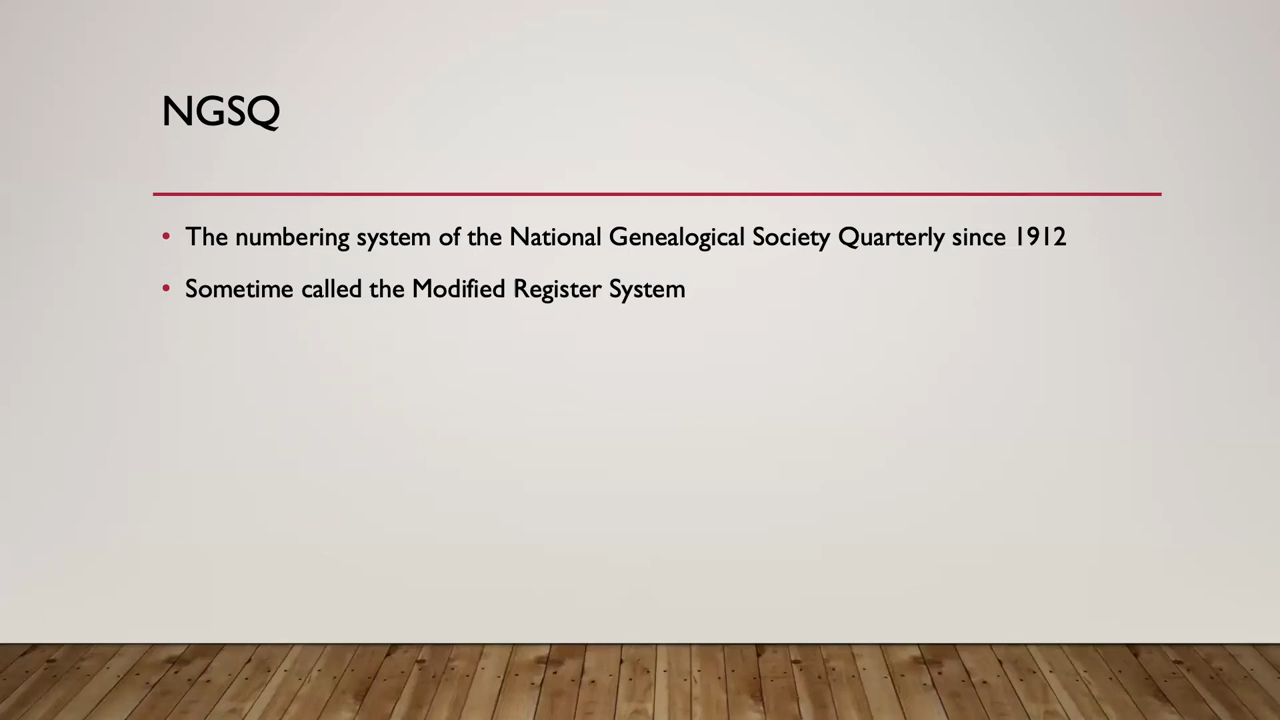 NGSQ
• The numbering system of the National Genealogical Society Quarterly since 1912
• Sometime called the Modified Register System